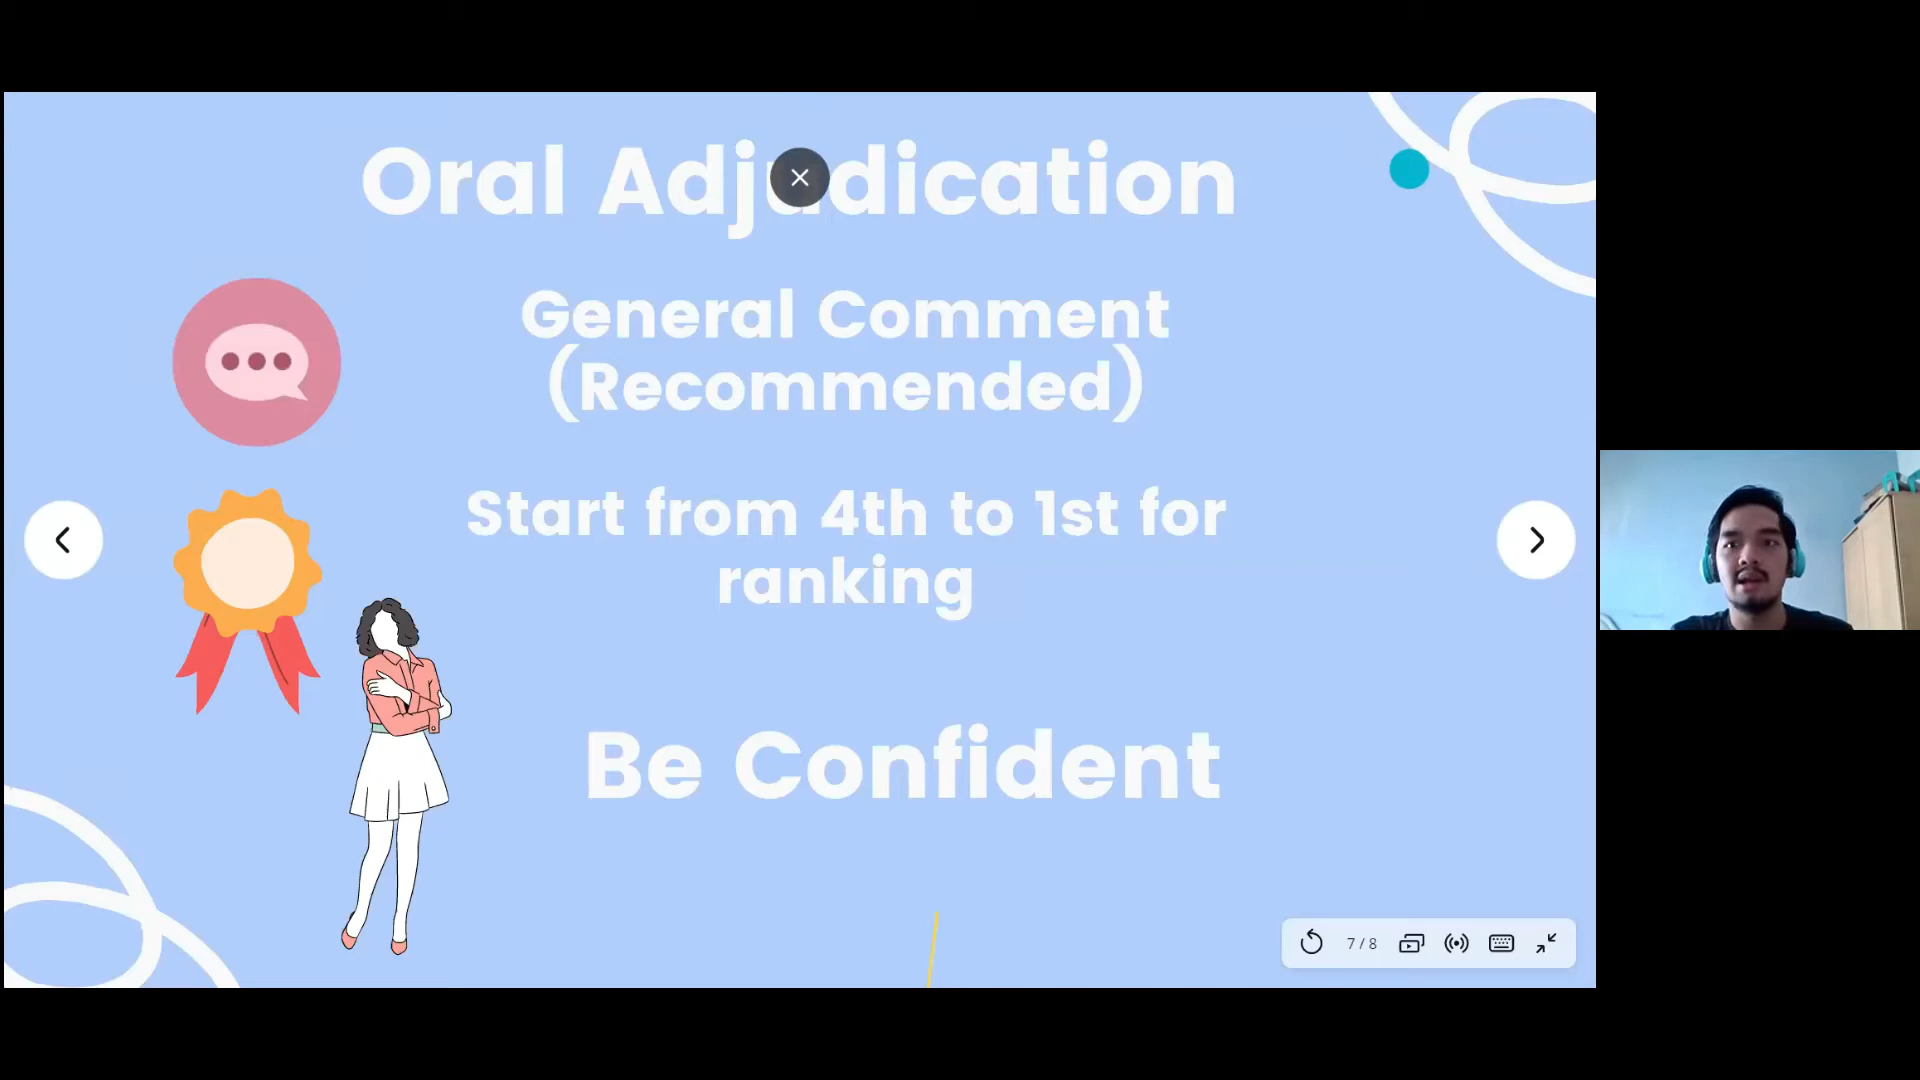 Oral Adjudication
General Comment
(Recommended)
Start from 4th to 1st for
ranking
Be Confident
7 / 8